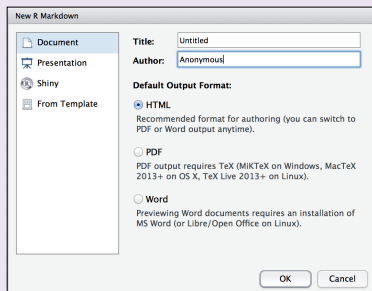 New R Markdown
Document
Presentation
Shiny
From Template
Title: Untitled
Author: Anonymous
Default Output Format:
HTML
Recommended format for authoring (you can switch to
PDF or Word output anytime).
PDF
PDF output requires TeX (MiKTeX on Windows, MacTeX
2013+ on OS X, TeX Live 2013+ on Linux).
Word
Previewing Word documents requires an installation of
MS Word (or Libre/Open Office on Linux).
OK Cancel